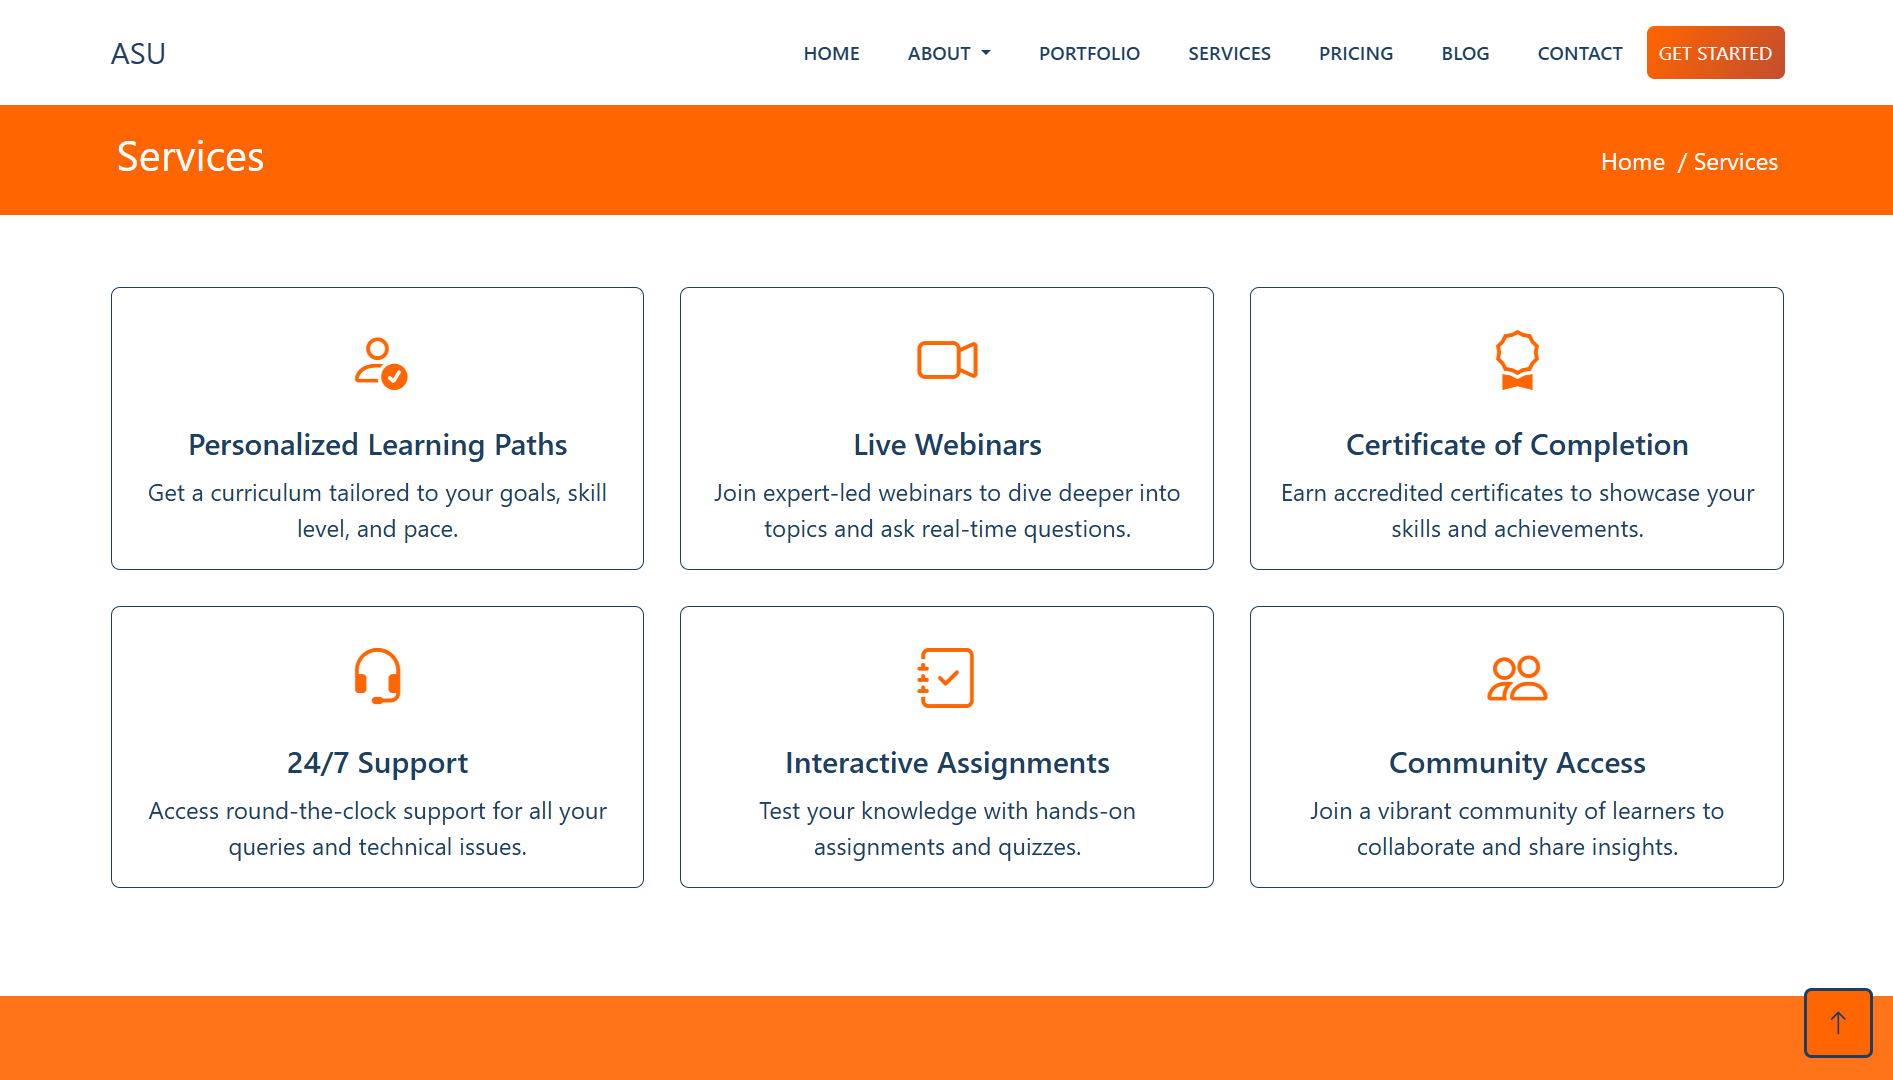 ASU
HOME ABOUT PORTFOLIO SERVICES PRICING BLOG CONTACT GET STARTED
Services
Home / Services
Personalized Learning Paths
Get a curriculum tailored to your goals, skill
level, and pace.
Live Webinars
Join expert-led webinars to dive deeper into
topics and ask real-time questions.
Certificate of Completion
Earn accredited certificates to showcase your
skills and achievements.
24/7 Support
Access round-the-clock support for all your
queries and technical issues.
Interactive Assignments
Test your knowledge with hands-on
assignments and quizzes.
Community Access
Join a vibrant community of learners to
collaborate and share insights.